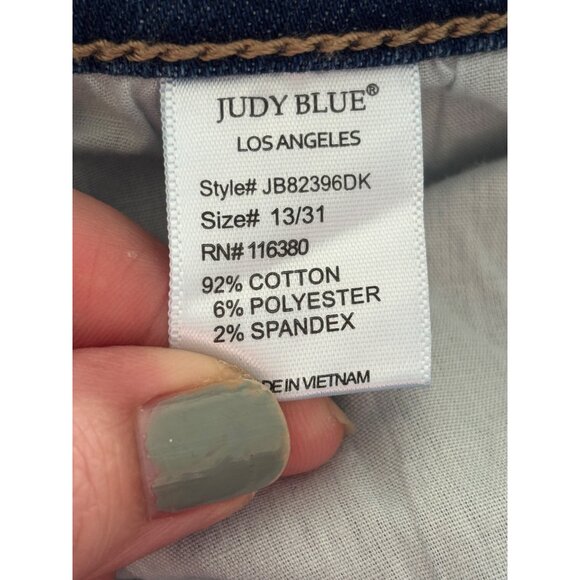 JUDY BLUE®
LOS ANGELES
Style# JB82396DK
Size# 13/31
RN# 116380
92% COTTON
6% POLYESTER
2% SPANDEX
DE IN VIETNAM